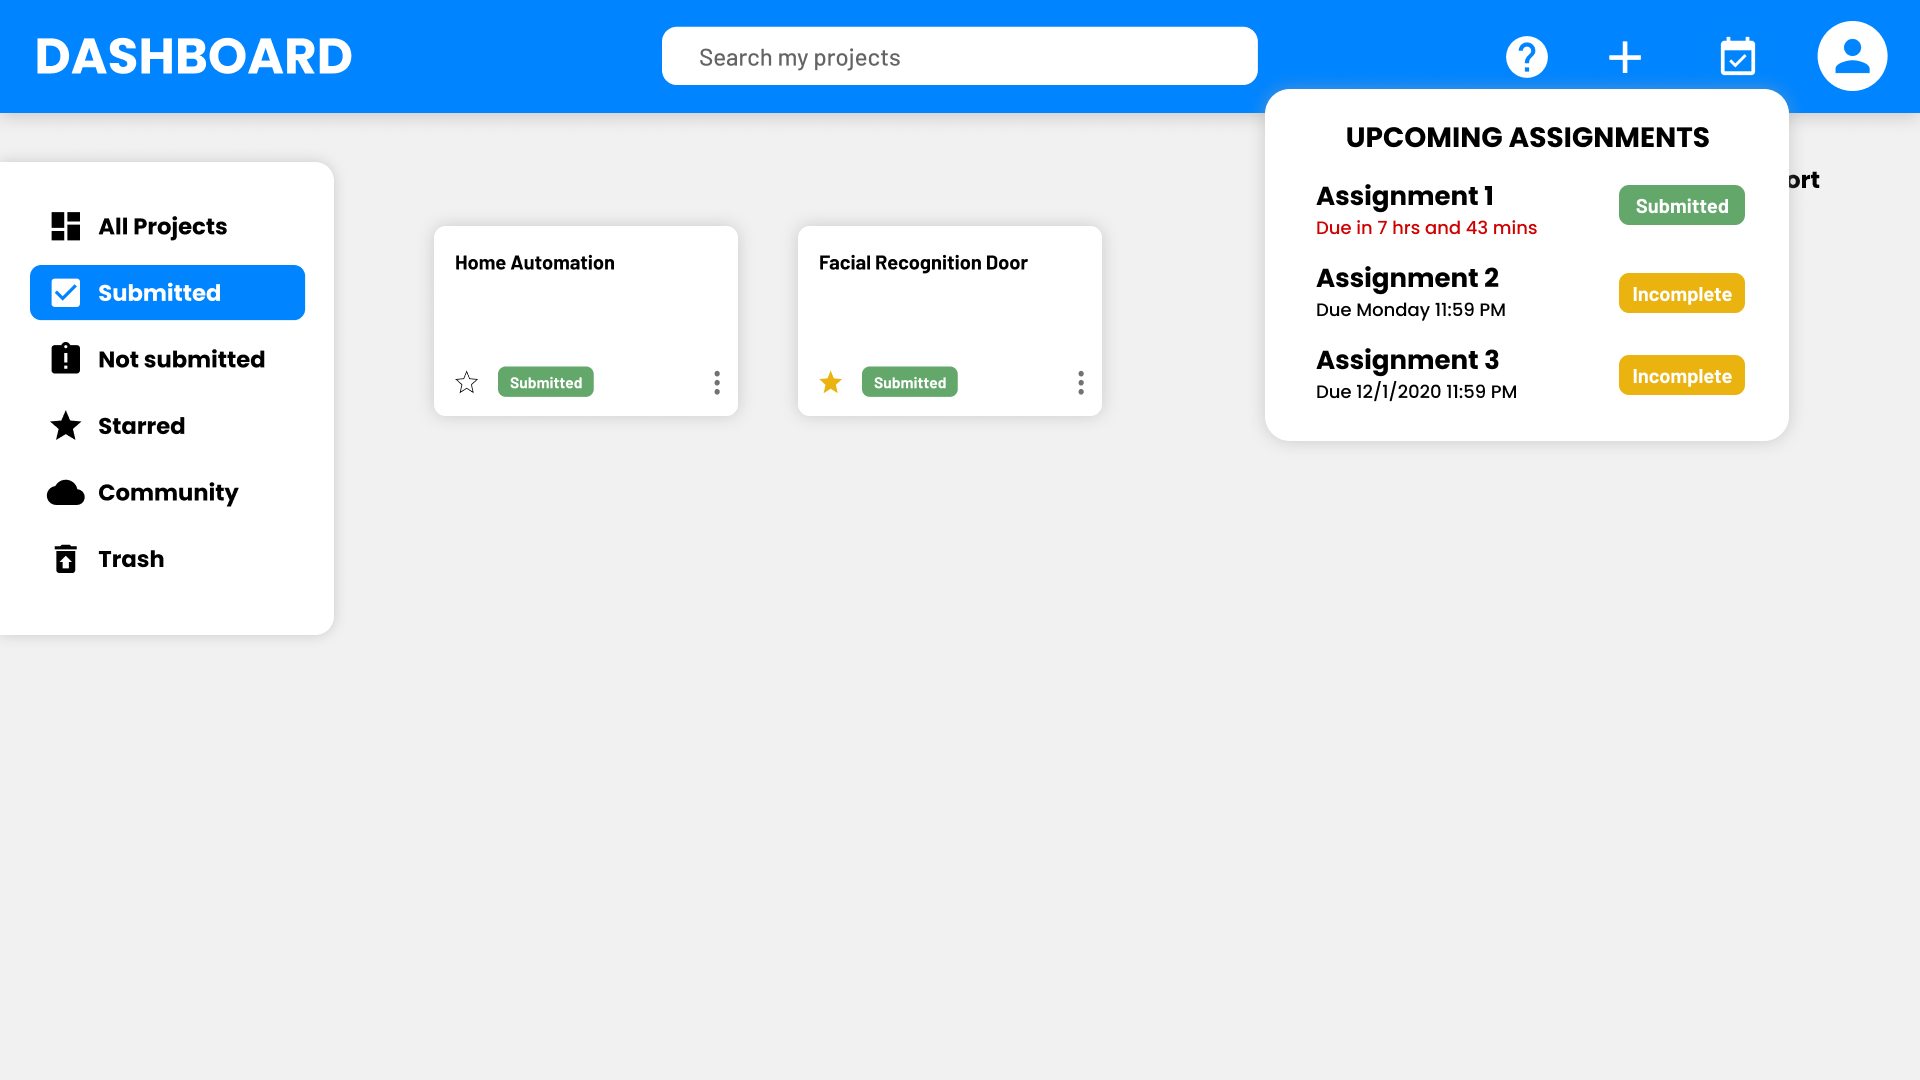 DASHBOARD
Search my projects
UPCOMING ASSIGNMENTS
Assignment 1
Due in 7 hrs and 43 mins
Submitted
Assignment 2
Due Monday 11:59 PM
Incomplete
Assignment 3
Due 12/1/2020 11:59 PM
Incomplete
All Projects
Submitted
Not submitted
Starred
Community
Trash
Home Automation
Submitted
Facial Recognition Door
Submitted